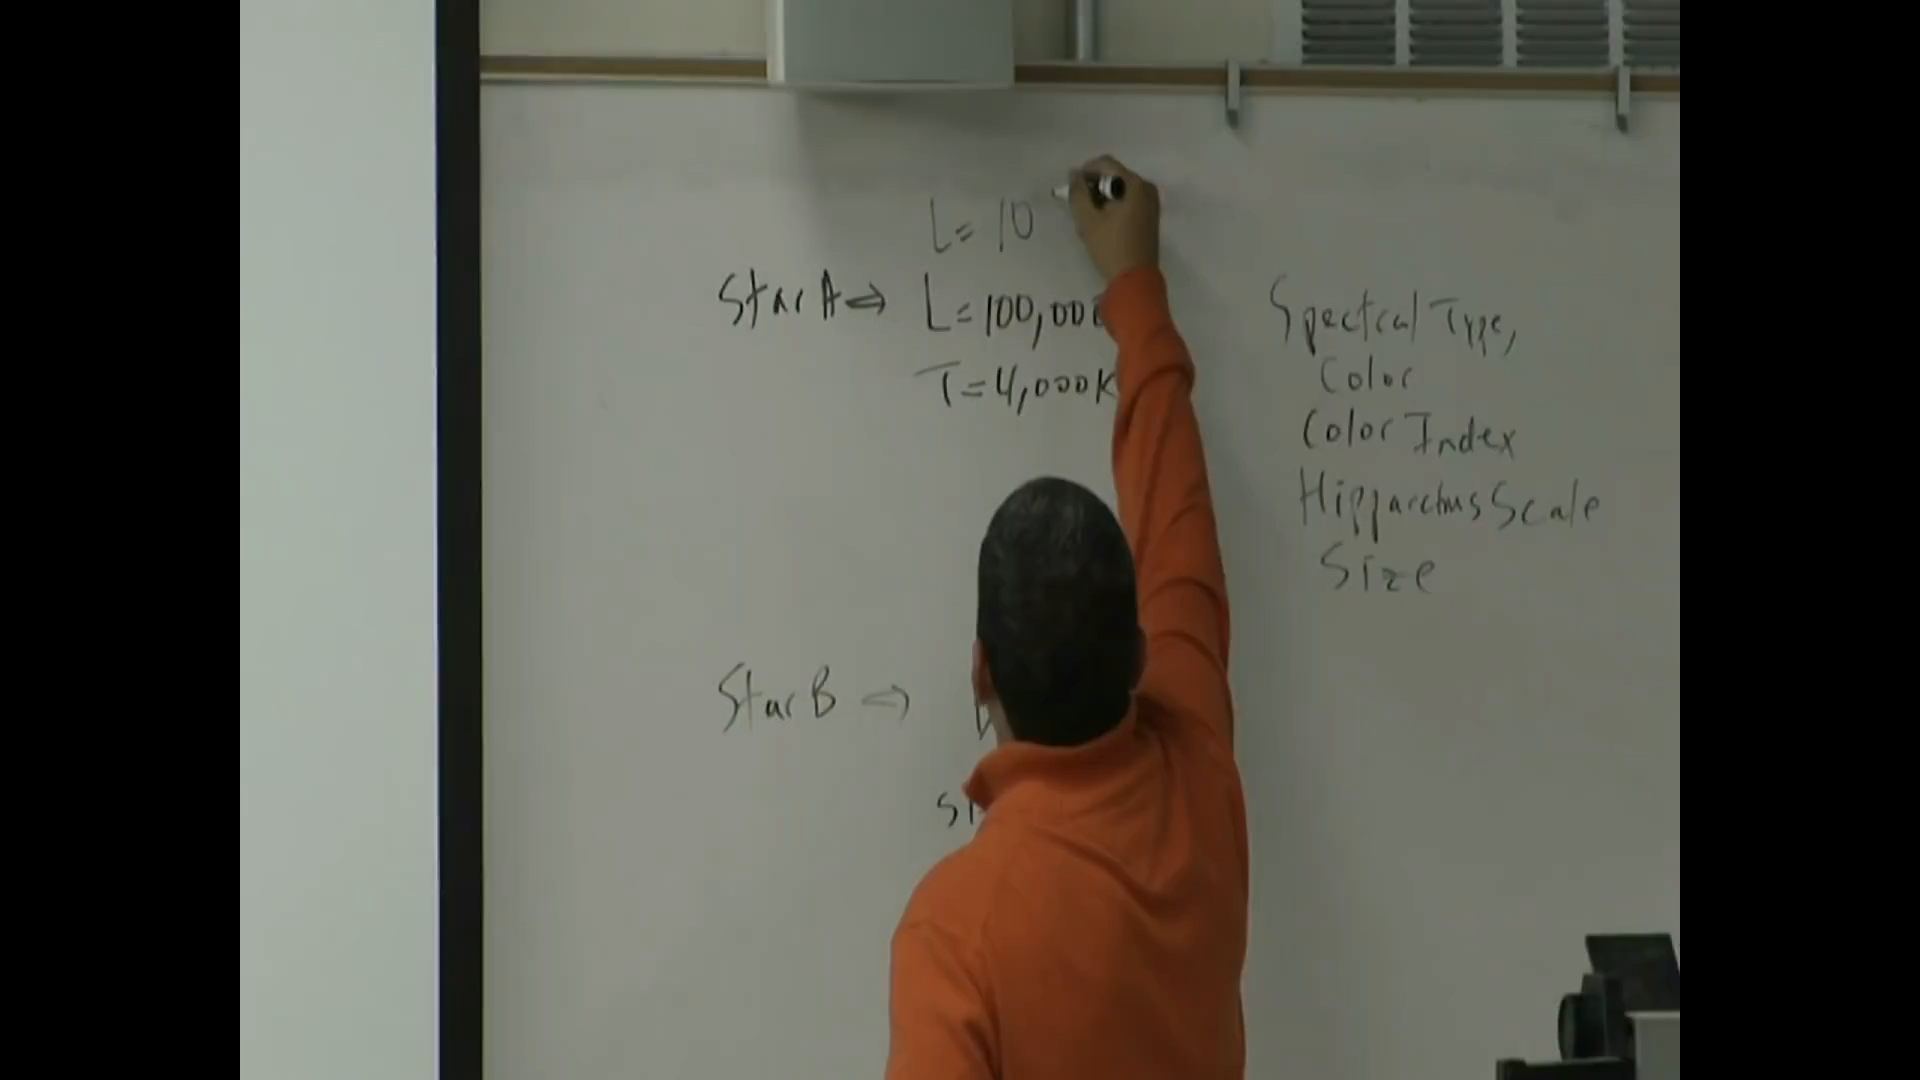 L= 10
Star A ⇔ L=100,000
T=4,000K
Spectral Type,
Color
Color Index
Hipparchus Scale
Size
Star B ⇔